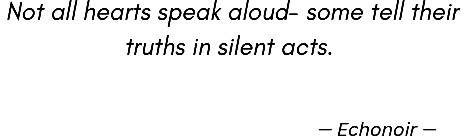 Not all hearts speak aloud- some tell their
truths in silent acts.
— Echonoir —